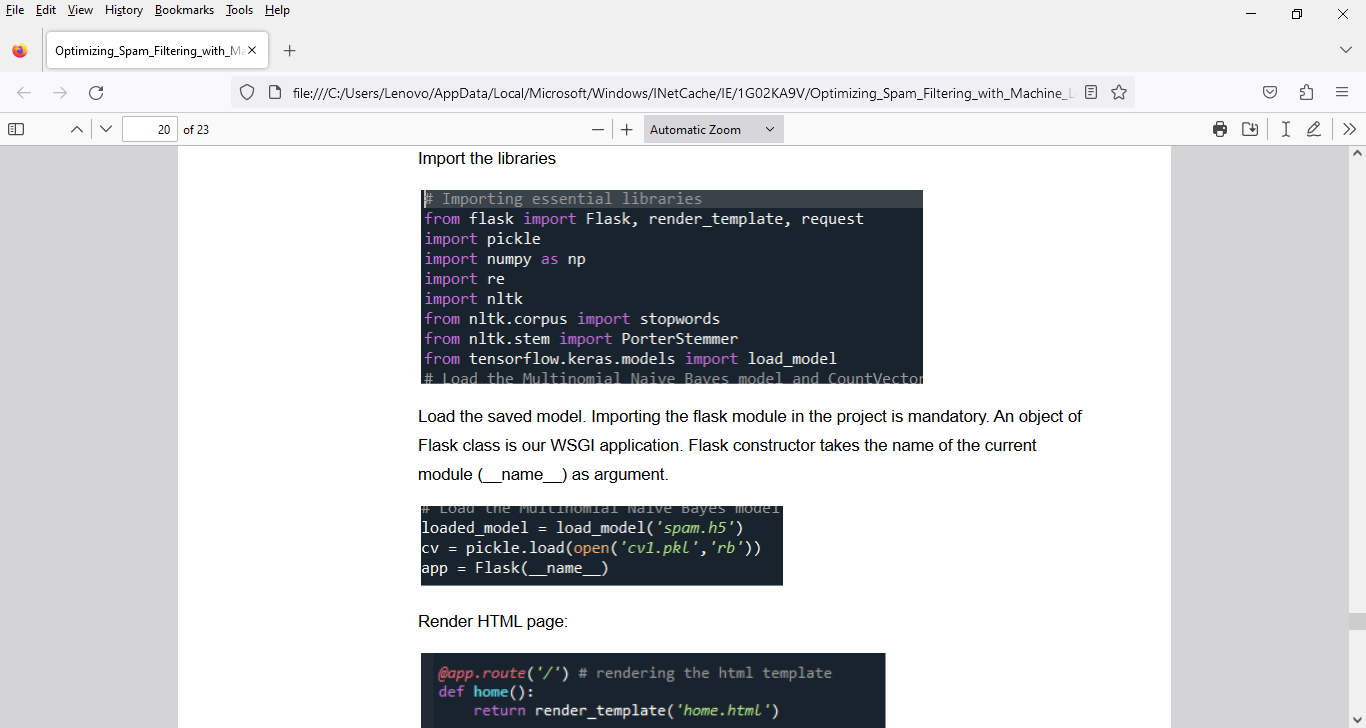 File Edit View History Bookmarks Tools Help
Optimizing_Spam_Filtering_with_Ma
file:///C:/Users/Lenovo/AppData/Local/Microsoft/Windows/INetCache/IE/1G02KA9V/Optimizing_Spam_Filtering_with_Machine_L
20 of 23
Automatic Zoom
Import the libraries
# Importing essential libraries
from flask import Flask, render_template, request
import pickle
import numpy as np
import re
import nltk
from nltk.corpus import stopwords
from nltk.stem import PorterStemmer
from tensorflow.keras.models import load_model
# Load the Multinomial Naive Bayes model and CountVector
Load the saved model. Importing the flask module in the project is mandatory. An object of
Flask class is our WSGI application. Flask constructor takes the name of the current
module (__name__) as argument.
# Load the Multinomial Naive Bayes model
loaded_model = load_model('spam.h5')
cv = pickle.load(open('cv1.pkl','rb'))
app = Flask(__name__)
Render HTML page:
@app.route('/') # rendering the html template
def home():
return render_template('home.html')